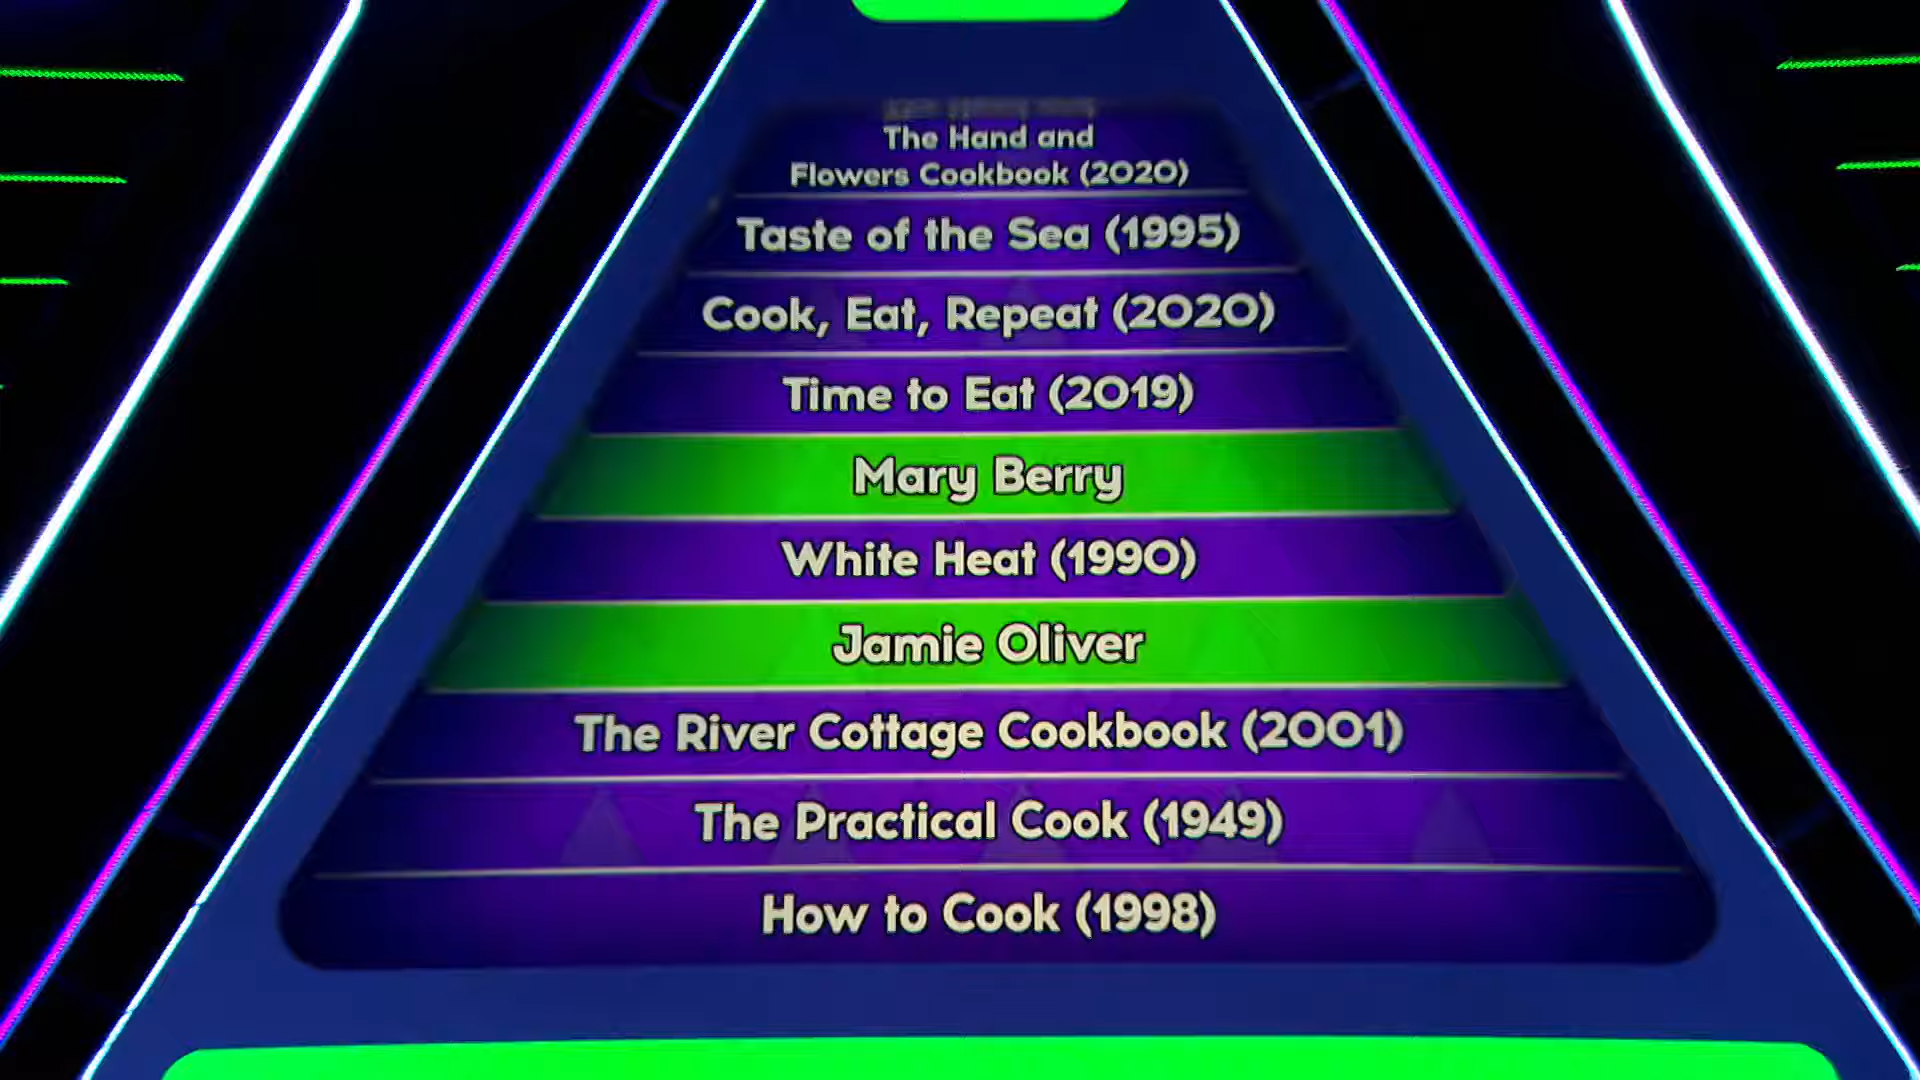 The Hand and
Flowers Cookbook (2020)
Taste of the Sea (1995)
Cook, Eat, Repeat (2020)
Time to Eat (2019)
Mary Berry
White Heat (1990)
Jamie Oliver
The River Cottage Cookbook (2001)
The Practical Cook (1949)
How to Cook (1998)